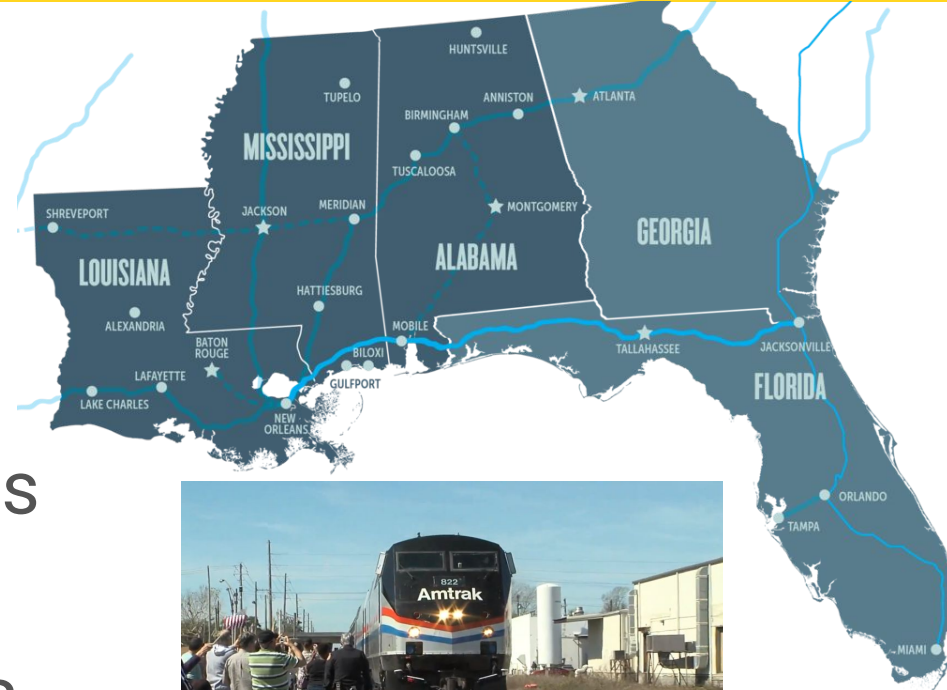 HUNTSVILLE
TUPELO
ANNISTON
ATLANTA
BIRMINGHAM
MISSISSIPPI
TUSCALOOSA
SHREVEPORT
JACKSON
MERIDIAN
MONTGOMERY
GEORGIA
LOUISIANA
ALABAMA
HATTIESBURG
ALEXANDRIA
MOBILE
BATON
ROUGE
BILOXI
TALLAHASSEE
JACKSONVILLE
LAFAYETTE
GULFPORT
FLORIDA
LAKE CHARLES
NEW
ORLEANS
s
ORLANDO
TAMPA
822
Amtrak
MIAMI